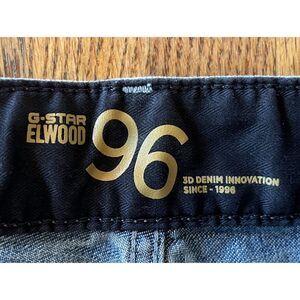 G-STAR
ELWOOD
96
3D DENIM INNOVATION
SINCE - 1996